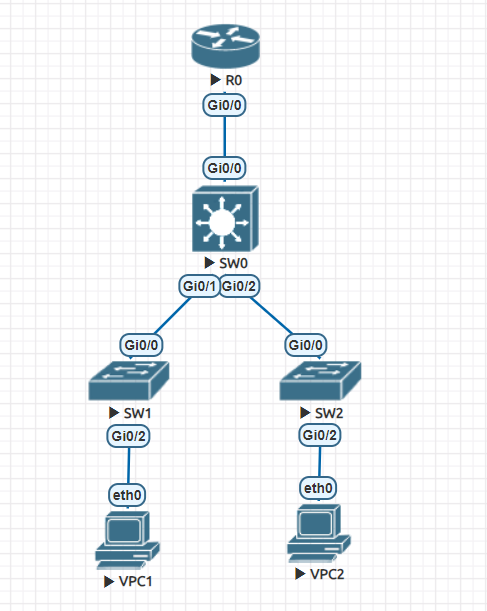 R0
Gi0/0
Gi0/0
SW0
Gi0/1 Gi0/2
Gi0/0 Gi0/0
SW1 SW2
Gi0/2 Gi0/2
eth0 eth0
VPC1 VPC2